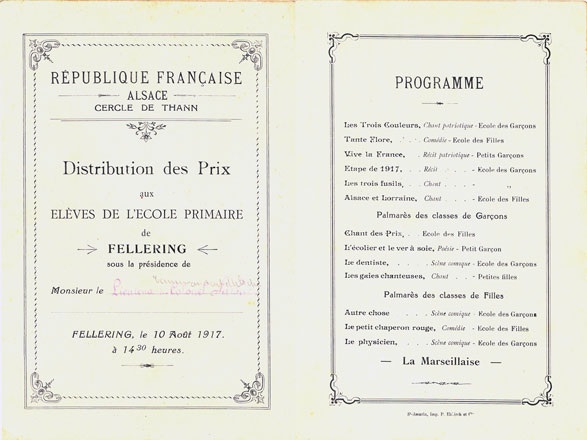 RÉPUBLIQUE FRANÇAISE
ALSACE
CERCLE DE THANN
Distribution des Prix
aux
ELÈVES DE L'ECOLE PRIMAIRE
de
FELLERING
sous la présidence de
Monsieur le
FELLERING, le 10 Août 1917.
à 14 30 heures.
PROGRAMME
Les Trois Couleurs, Chant patriotique - Ecole des Garçons
Tante Flore, . . Comédie - Ecole des Filles
Vive la France, . Récit patriotique - Petits Garçons
Etape de 1917, . Récit . . . - Ecole des Garçons
Les trois fusils, . Chant . . . - „
Alsace et Lorraine, . Chant . . . - Ecole des Filles
Palmarès des classes de Garçons
Chant des Prix, . . Ecole des Filles
L'écolier et le ver à soie, Poésie - Petit Garçon
Le dentiste, . . . . Scène comique - Ecole des Garçons
Les gaies chanteuses, Chant . . . - Petites filles
Palmarès des classes de Filles
Autre chose . . . . Scène comique - Ecole des Garçons
Le petit chaperon rouge, Comédie - Ecole des Filles
Le physicien, . . . . Scène comique - Ecole des Garçons
— La Marseillaise —
St-Amarin, Imp.